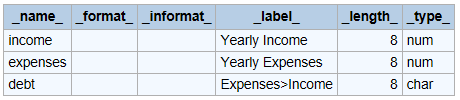 _name_ _format_ _informat_ _label_ _length_ _type_
income Yearly Income 8 num
expenses Yearly Expenses 8 num
debt Expenses>Income 8 char